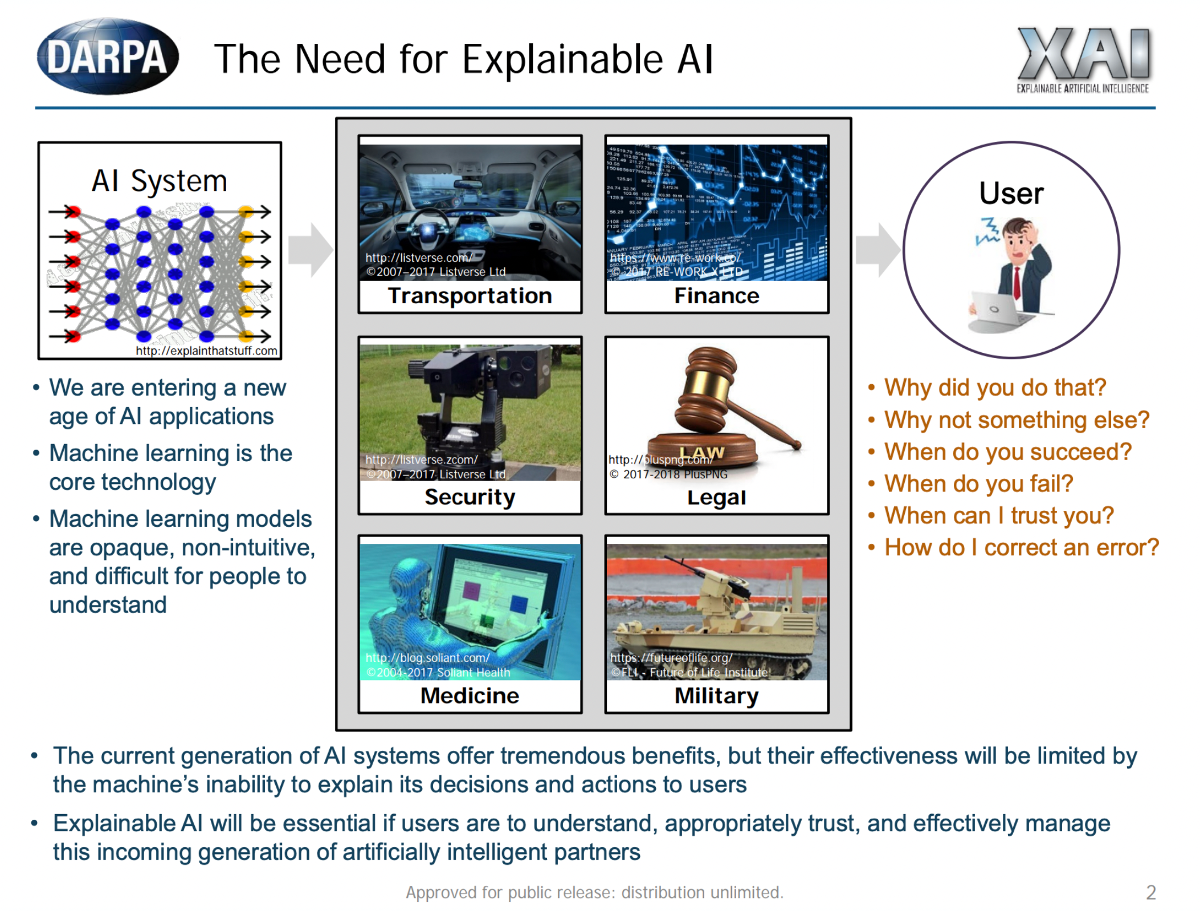 DARPA
The Need for Explainable AI
XAI
EXPLAINABLE ARTIFICIAL INTELLIGENCE
AI System
http://explainthatstuff.com
• We are entering a new
age of AI applications
• Machine learning is the
core technology
• Machine learning models
are opaque, non-intuitive,
and difficult for people to
understand
http://listverse.com/
©2007–2017 Listverse Ltd
Transportation
https://www.re-work.co/
© 2017 RE-WORK X LTD
Finance
http://listverse.zcom/
©2007–2017 Listverse Ltd
Security
LAW
http://pluspng.com/
© 2017-2018 PlusPNG
Legal
http://blog.soliant.com/
©2004-2017 Soliant Health
Medicine
https://futureoflife.org/
©FLI - Future of Life Institute
Military
User
• Why did you do that?
• Why not something else?
• When do you succeed?
• When do you fail?
• When can I trust you?
• How do I correct an error?
• The current generation of AI systems offer tremendous benefits, but their effectiveness will be limited by
the machine’s inability to explain its decisions and actions to users
• Explainable AI will be essential if users are to understand, appropriately trust, and effectively manage
this incoming generation of artificially intelligent partners
Approved for public release: distribution unlimited.
2